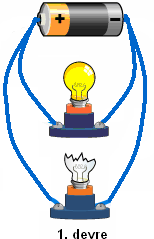 + -
1. devre